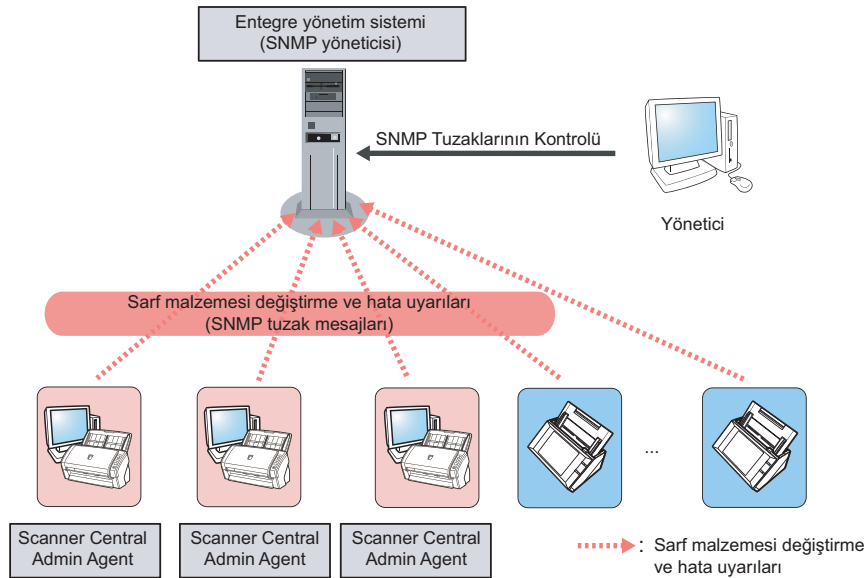 Entegre yönetim sistemi
(SNMP yöneticisi)
SNMP Tuzaklarının Kontrolü
Yönetici
Sarf malzemesi değiştirme ve hata uyarıları
(SNMP tuzak mesajları)
...
Scanner Central
Admin Agent
Scanner Central
Admin Agent
Scanner Central
Admin Agent
: Sarf malzemesi değiştirme
ve hata uyarıları